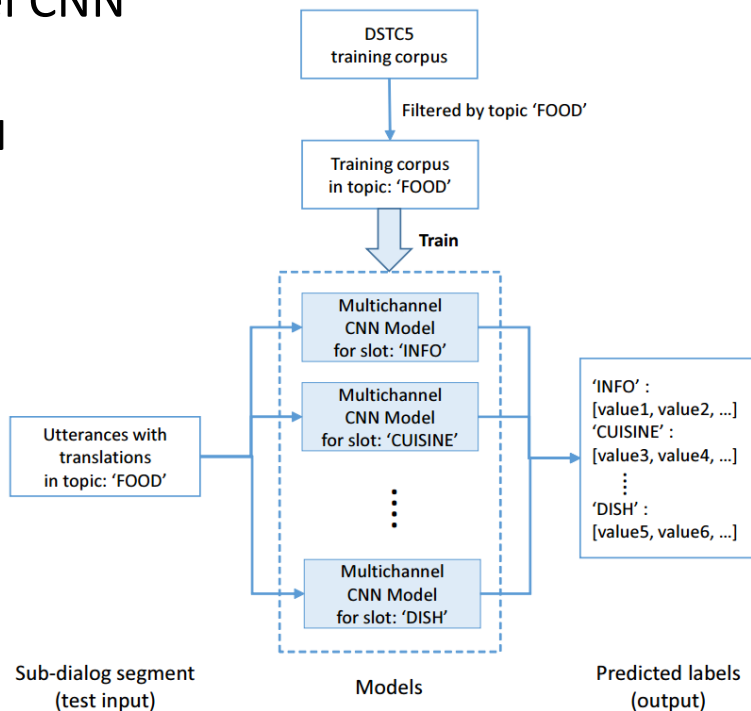 CNN
DSTC5
training corpus
Filtered by topic ‘FOOD’
Training corpus
in topic: ‘FOOD’
Train
Multichannel
CNN Model
for slot: ‘INFO’
Multichannel
CNN Model
for slot: ‘CUISINE’
Multichannel
CNN Model
for slot: ‘DISH’
Utterances with
translations
in topic: ‘FOOD’
‘INFO’ :
[value1, value2, ...]
‘CUISINE’ :
[value3, value4, ...]
‘DISH’ :
[value5, value6, ...]
Sub-dialog segment
(test input)
Models
Predicted labels
(output)